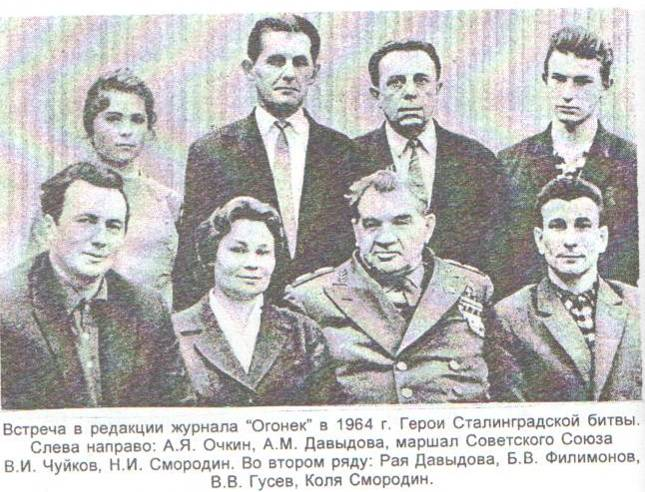 Встреча в редакции журнала "Огонек" в 1964 г. Герои Сталинградской битвы.
Слева направо: А.Я. Очкин, А.М. Давыдова, маршал Советского Союза
В.И. Чуйков, Н.И. Смородин. Во втором ряду: Рая Давыдова, Б.В. Филимонов,
В.В. Гусев, Коля Смородин.